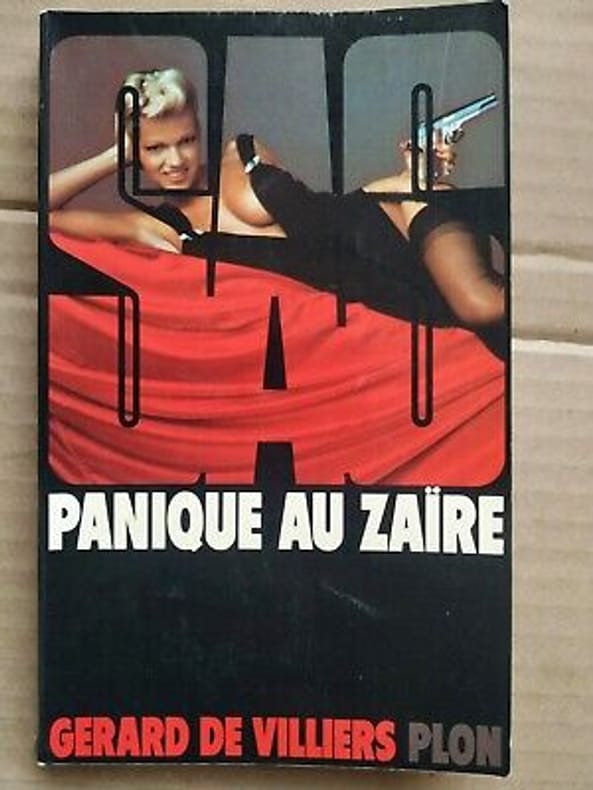 SAS
PANIQUE AU ZAÏRE
GERARD DE VILLIERS PLON